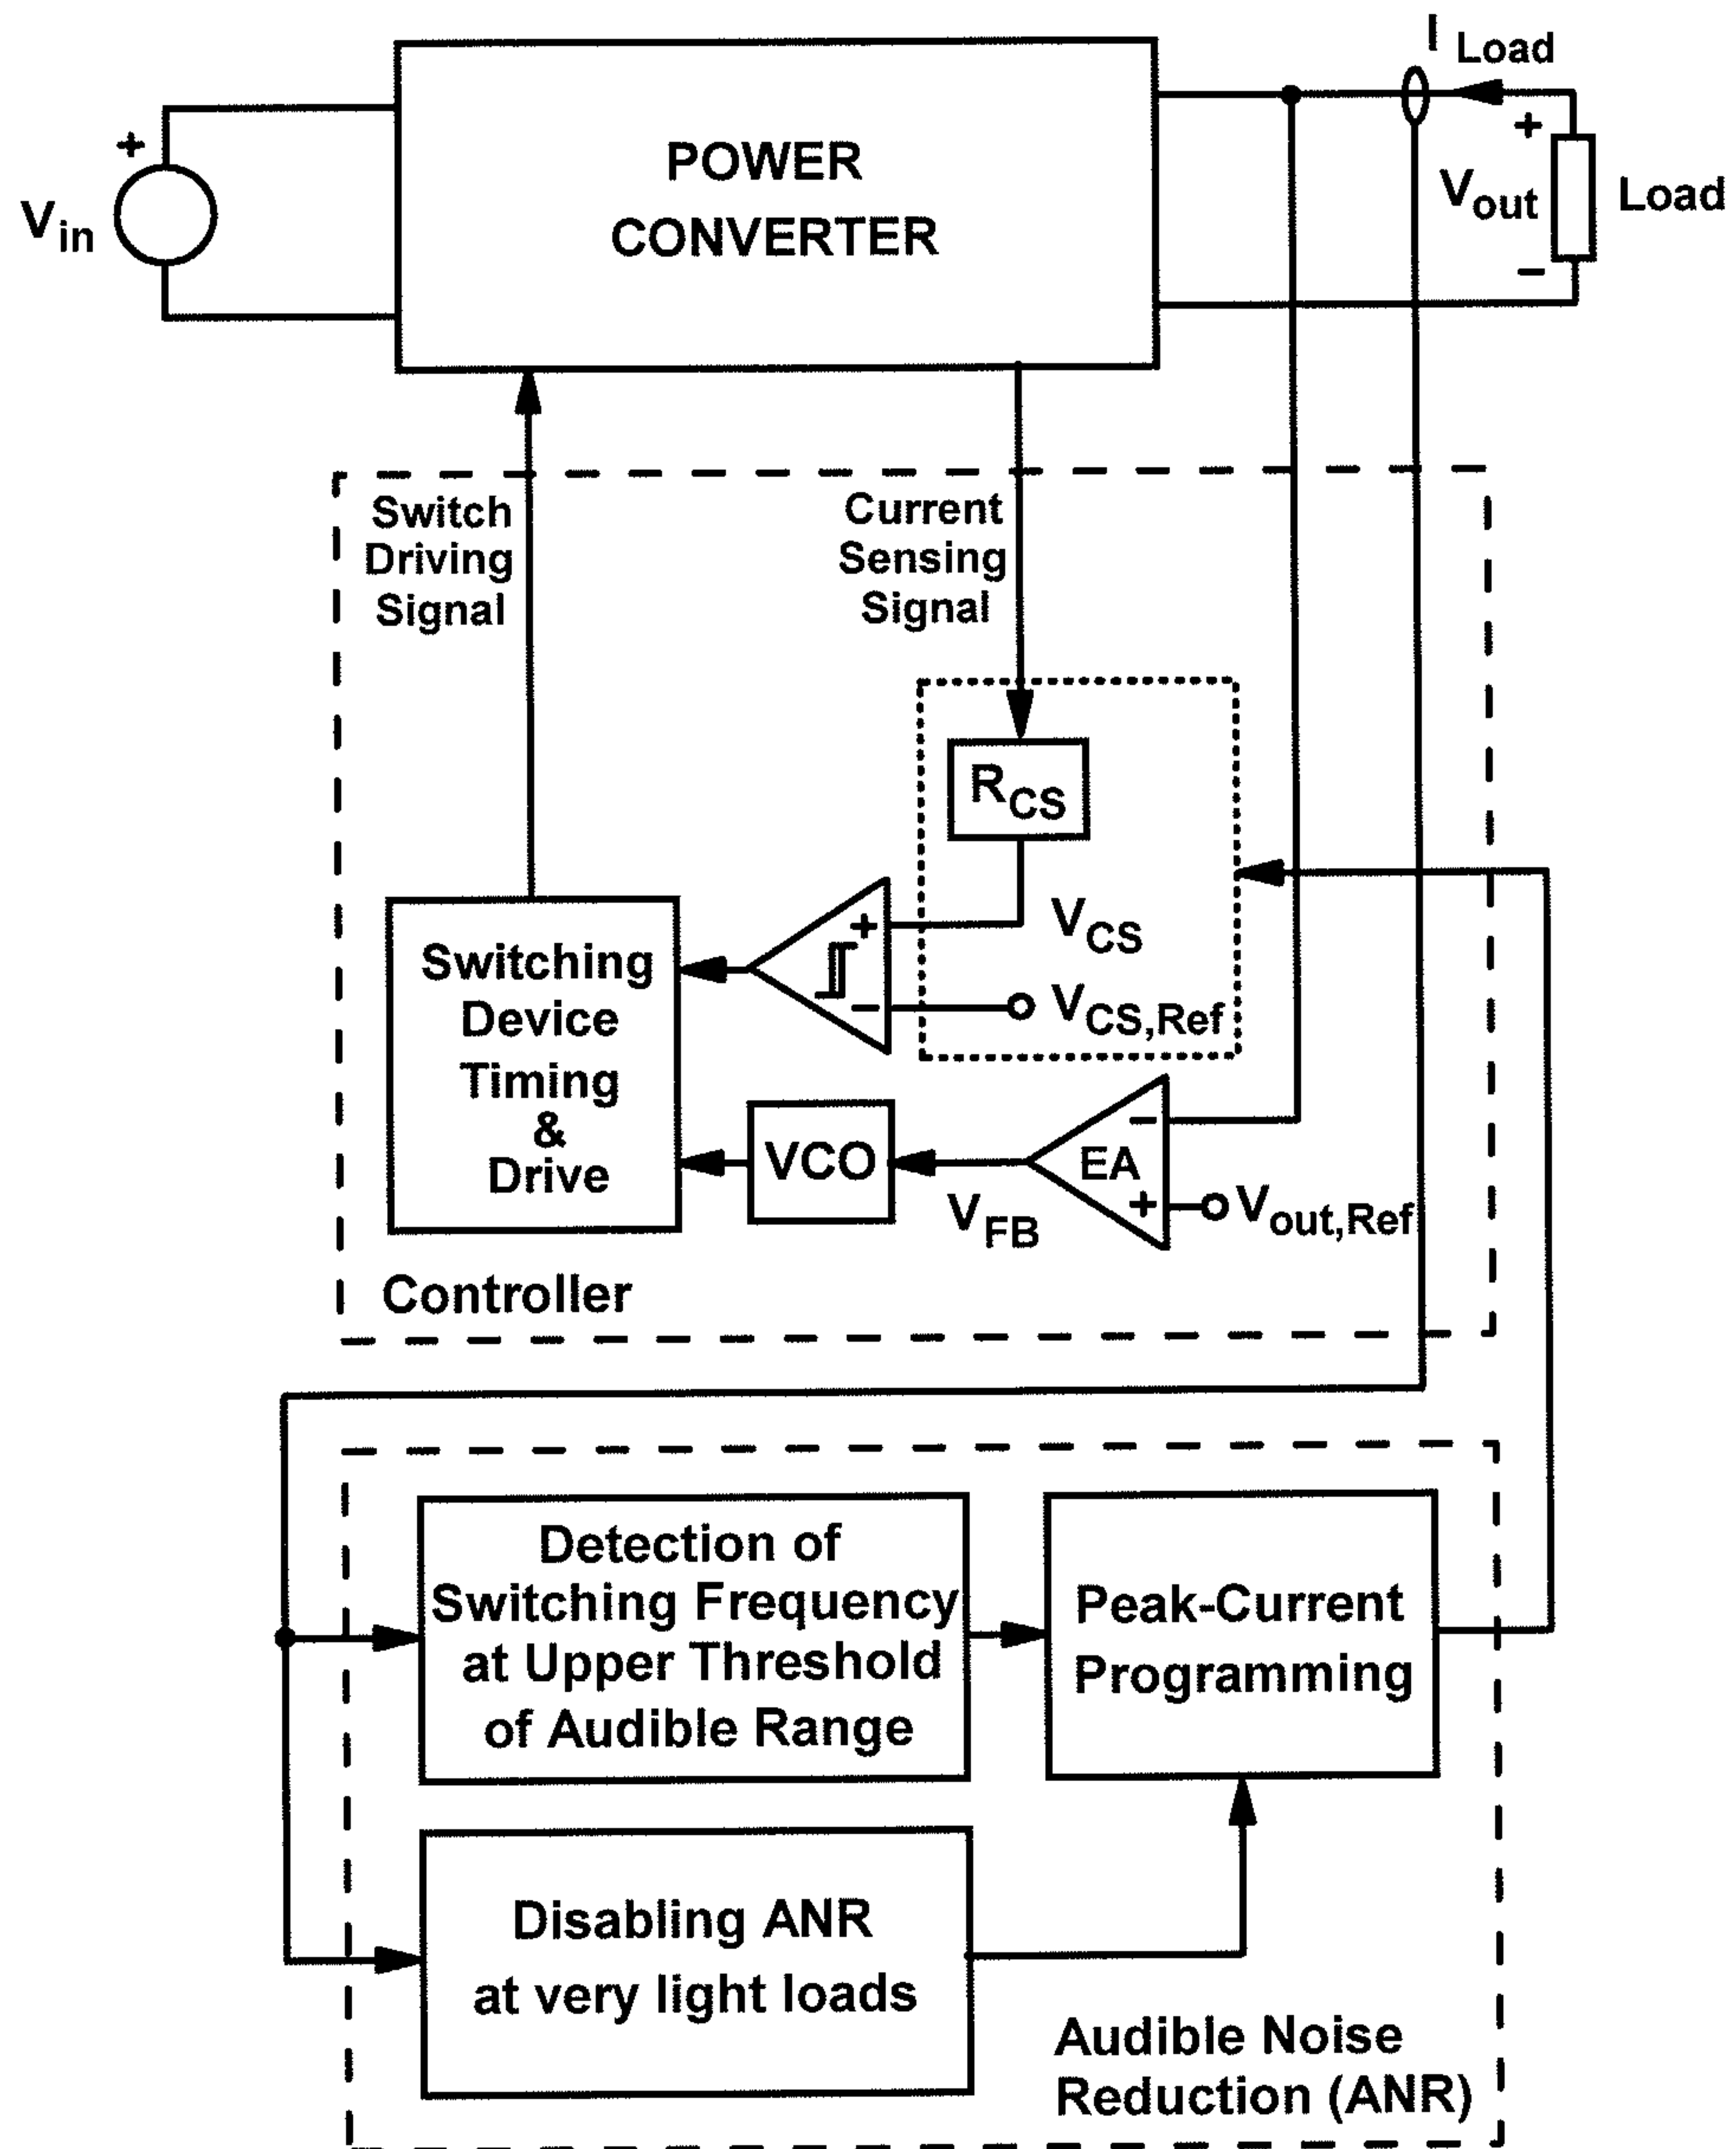 I Load
POWER
CONVERTER
+
Vin
+
Vout
−
Load
Switch
Driving
Signal
Current
Sensing
Signal
RCS
+
VCS
−
VCS,Ref
Switching
Device
Timing
&
Drive
VCO
VFB
−
EA
+
Vout,Ref
Controller
Detection of
Switching Frequency
at Upper Threshold
of Audible Range
Peak-Current
Programming
Disabling ANR
at very light loads
Audible Noise
Reduction (ANR)